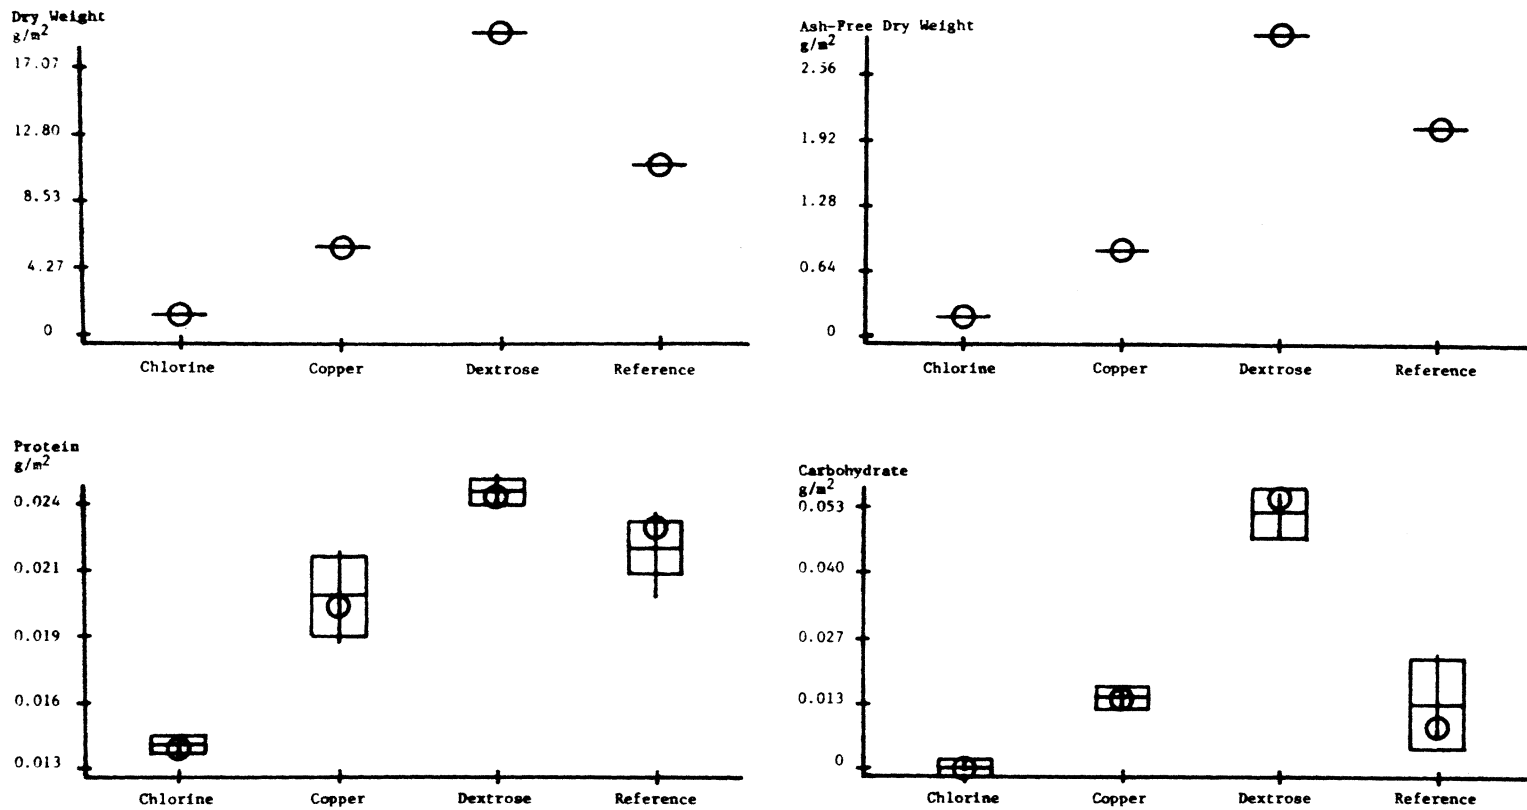 Dry Weight
g/m2
17.07
12.80
8.53
4.27
0
Chlorine Copper Dextrose Reference
Ash-Free Dry Weight
g/m2
2.56
1.92
1.28
0.64
0
Chlorine Copper Dextrose Reference
Protein
g/m2
0.024
0.021
0.019
0.016
0.013
Chlorine Copper Dextrose Reference
Carbohydrate
g/m2
0.053
0.040
0.027
0.013
0
Chlorine Copper Dextrose Reference